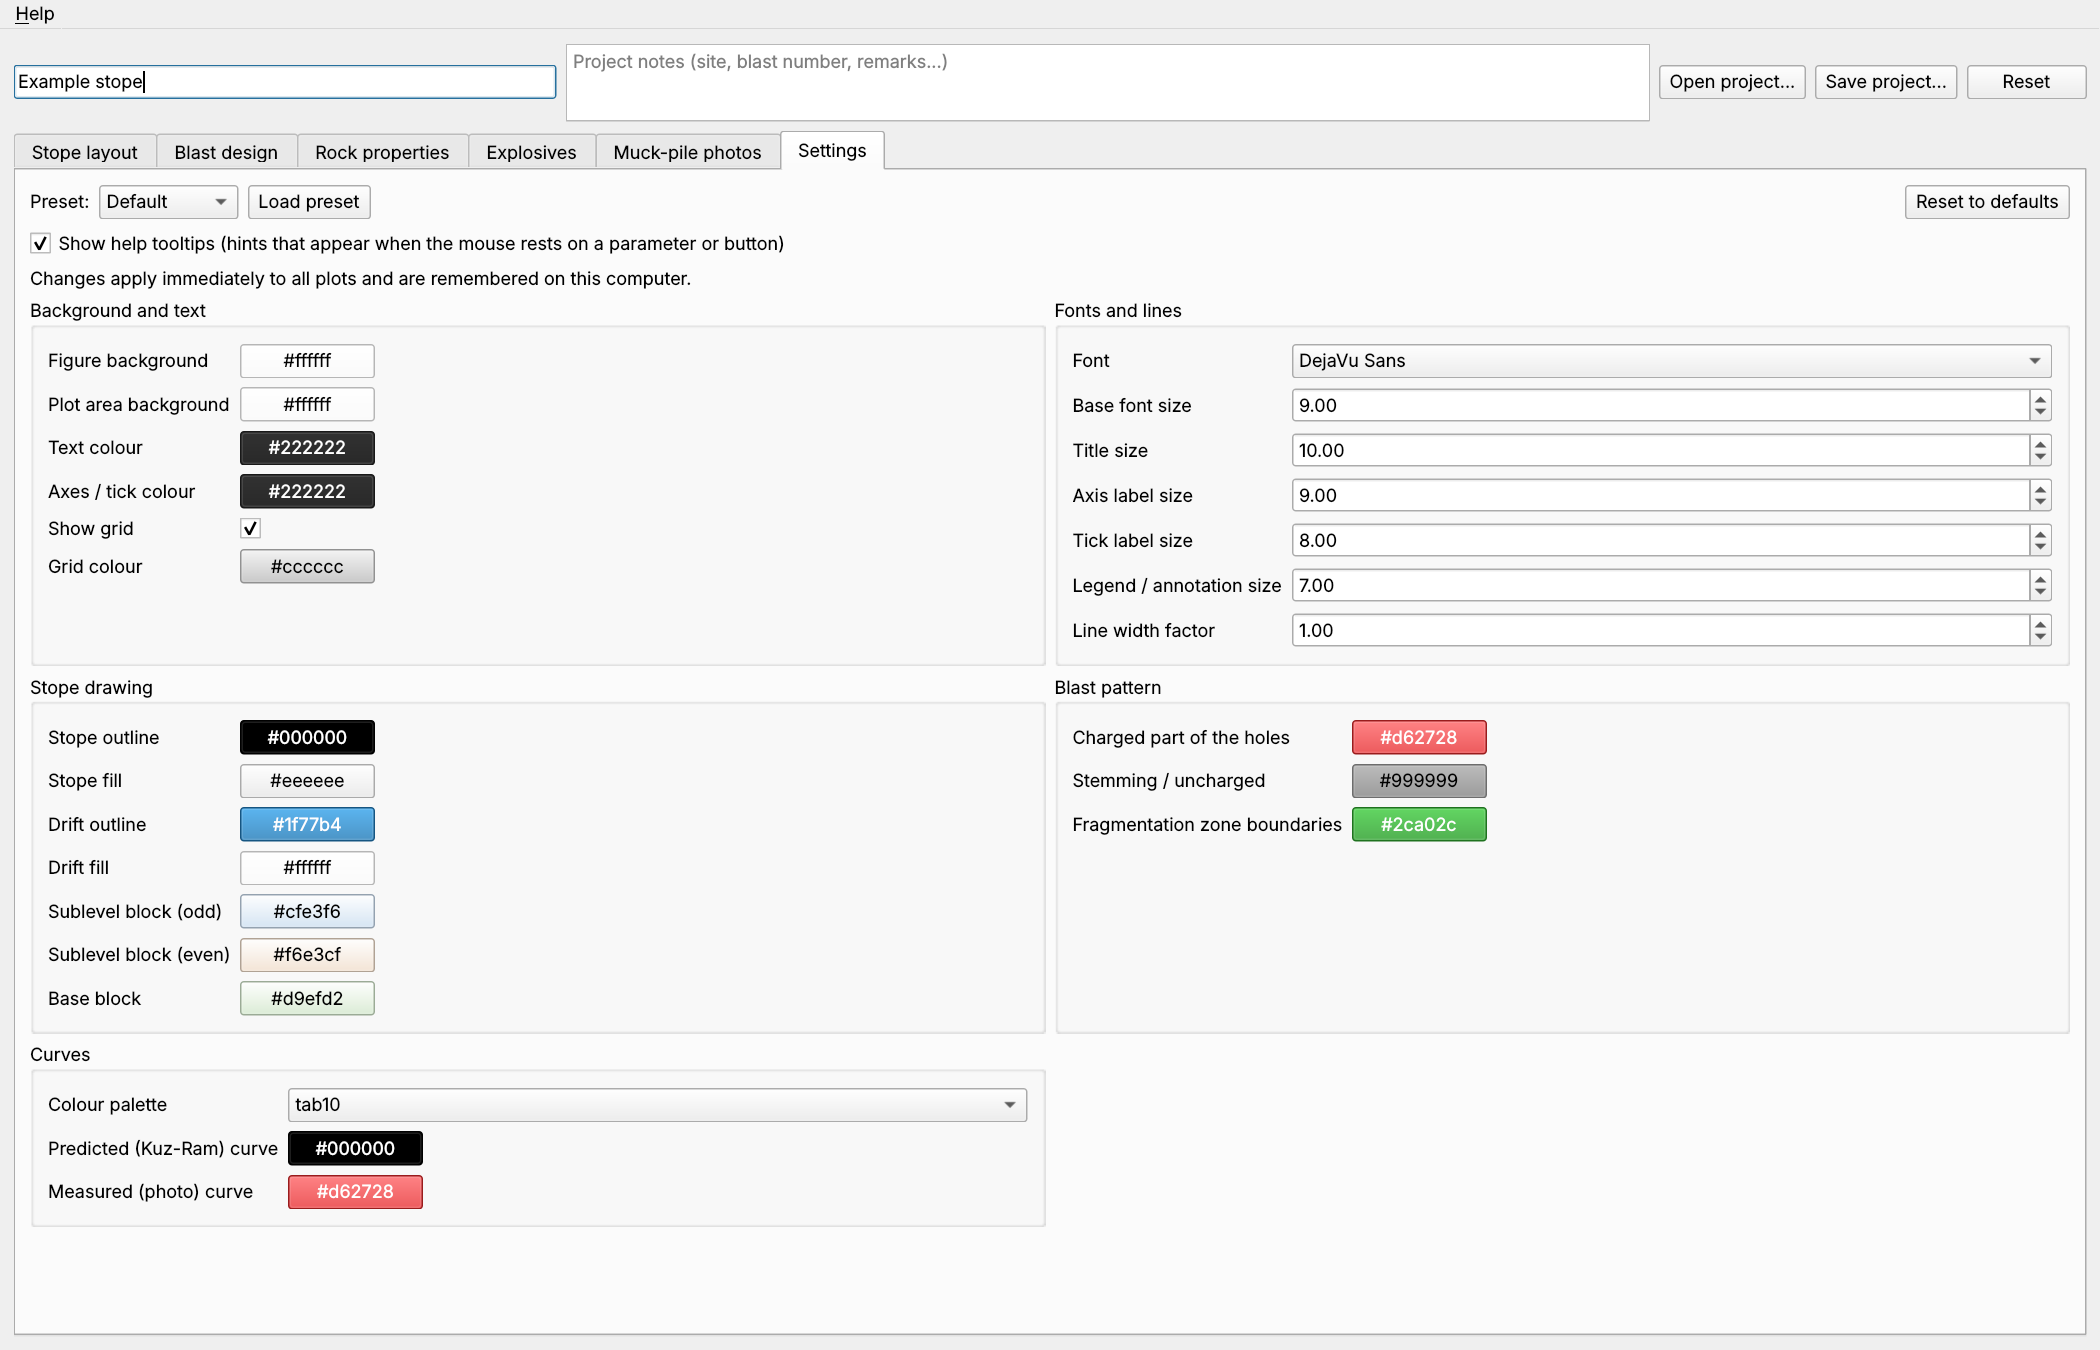 Help
Example stope
Project notes (site, blast number, remarks...)
Open project...
Save project...
Reset
Stope layout
Blast design
Rock properties
Explosives
Muck-pile photos
Settings
Preset:
Default
Load preset
Reset to defaults
Show help tooltips (hints that appear when the mouse rests on a parameter or button)
Changes apply immediately to all plots and are remembered on this computer.
Background and text
Figure background
#ffffff
Plot area background
#ffffff
Text colour
#222222
Axes / tick colour
#222222
Show grid
Grid colour
#cccccc
Fonts and lines
Font
DejaVu Sans
Base font size
9.00
Title size
10.00
Axis label size
9.00
Tick label size
8.00
Legend / annotation size
7.00
Line width factor
1.00
Stope drawing
Stope outline
#000000
Stope fill
#eeeeee
Drift outline
#1f77b4
Drift fill
#ffffff
Sublevel block (odd)
#cfe3f6
Sublevel block (even)
#f6e3cf
Base block
#d9efd2
Blast pattern
Charged part of the holes
#d62728
Stemming / uncharged
#999999
Fragmentation zone boundaries
#2ca02c
Curves
Colour palette
tab10
Predicted (Kuz-Ram) curve
#000000
Measured (photo) curve
#d62728